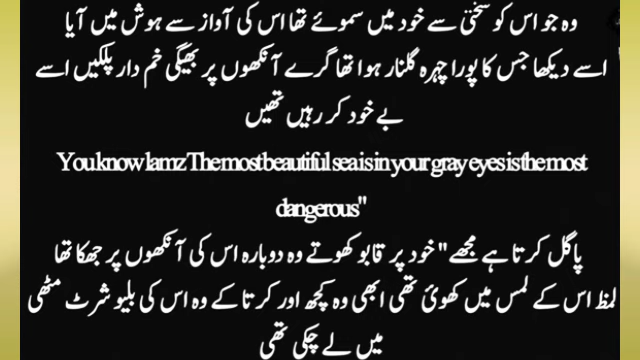 وہ جو اس کو سختی سے خود میں سموئے تھا اس کی آواز سے ہوش میں آیا
اسے دیکھا جس کا پورا چہرہ گلنار ہوا تھا گرے آنکھوں پر بھیگی خم دار پلکیں اسے
بے خود کر رہیں تھیں
You know lamz The most beautiful sea is in your gray eyes is the most
dangerous"
پاگل کرتا ہے مجھے" خود پر قابو کھوتے وہ دوبارہ اس کی آنکھوں پر جھکا تھا
لمظ اس کے لمس میں کھوئ تھی ابھی وہ کچھ اور کرتا کے وہ اس کی بلیو شرٹ مٹھی
میں لے چکی تھی